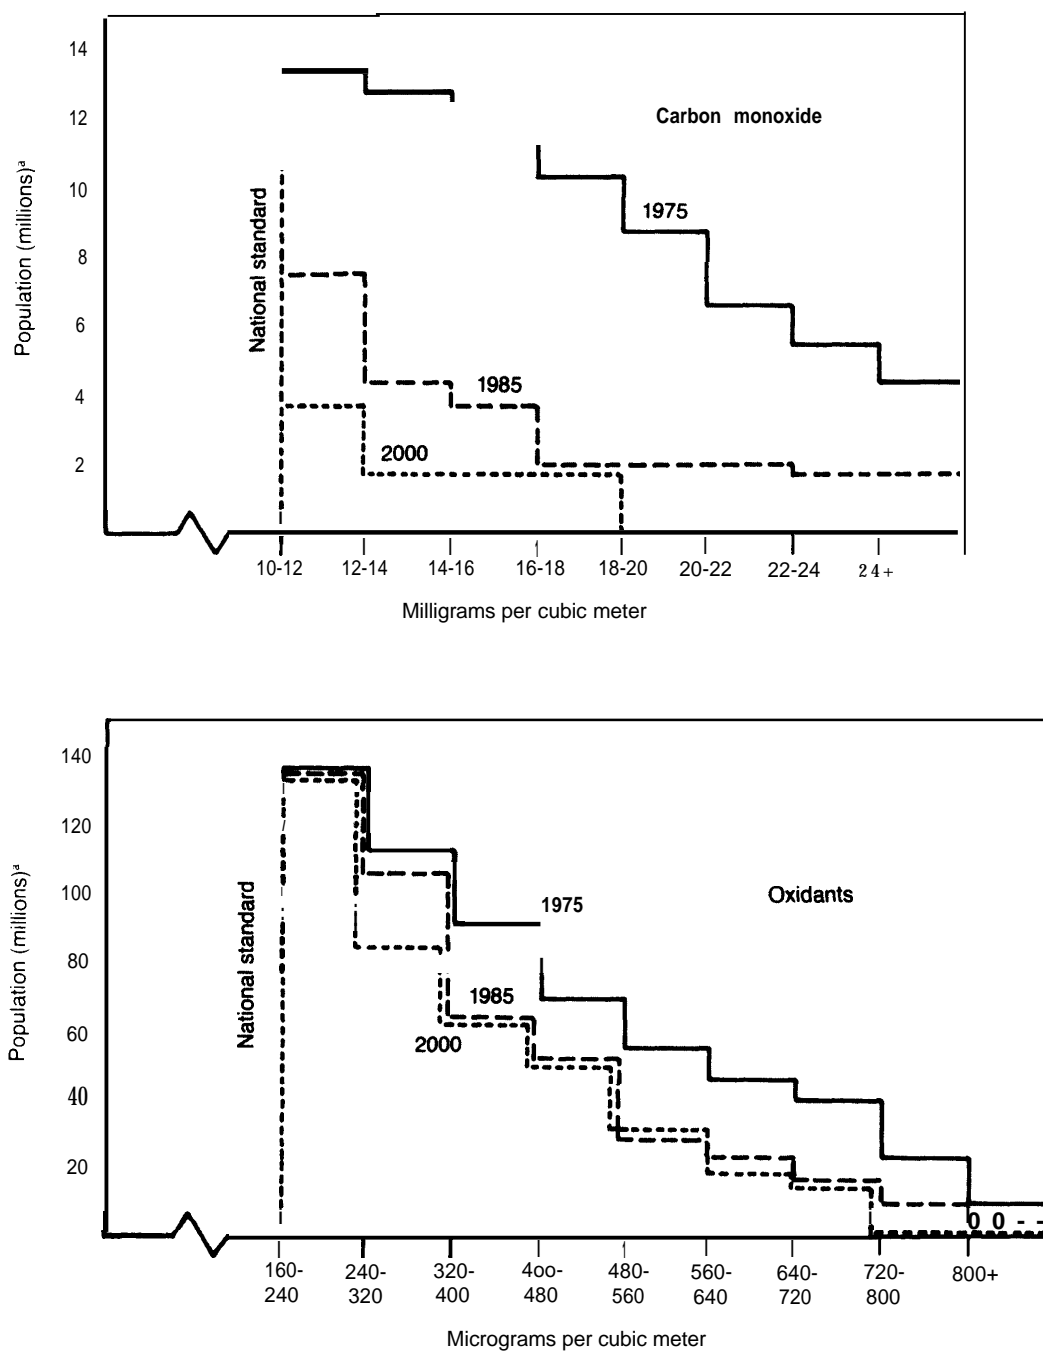 14
Carbon monoxide
12
10
8
6
4
2
Population (millions)ᵃ
National standard
1975
1985
2000
10-12 12-14 14-16 16-18 18-20 20-22 22-24 24+
Milligrams per cubic meter
140
120
100
80
60
40
20
Population (millions)ᵃ
National standard
Oxidants
1975
1985
2000
0 0 - -
160- 240- 320- 4oo- 480- 560- 640- 720- 800+
240 320 400 480 560 640 720 800
Micrograms per cubic meter